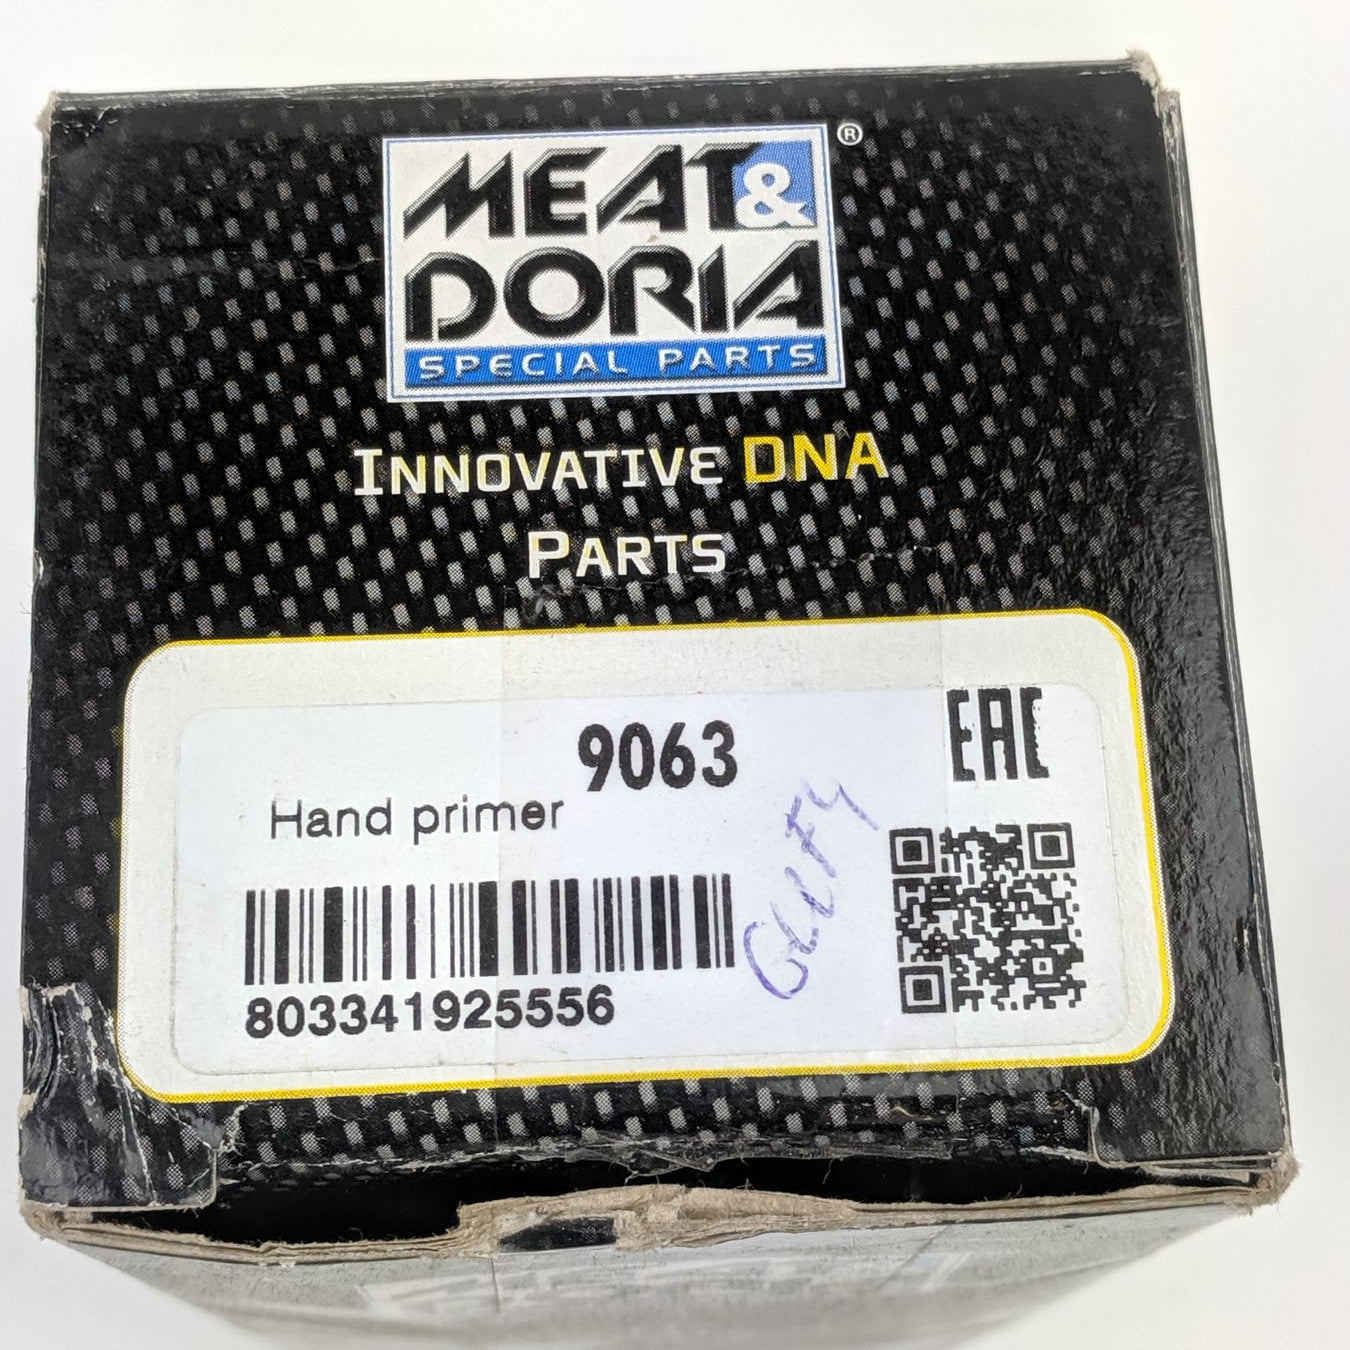 MEAT&
DORIA
®
SPECIAL PARTS
INNOVATIVE DNA
PARTS
9063
EAC
Hand primer
803341925556